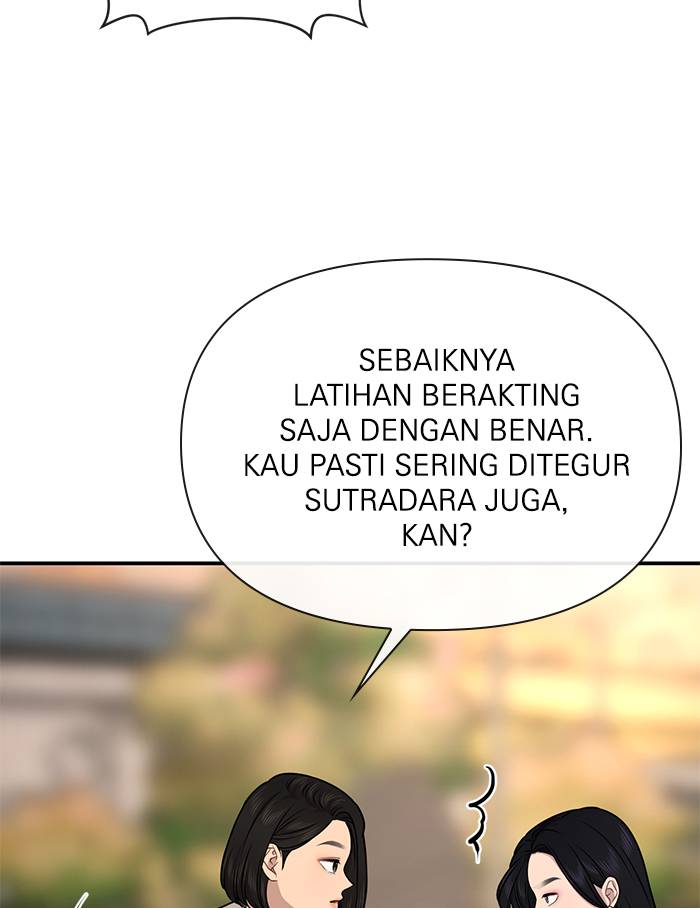 SEBAIKNYA
LATIHAN BERAKTING
SAJA DENGAN BENAR.
KAU PASTI SERING DITEGUR
SUTRADARA JUGA,
KAN?